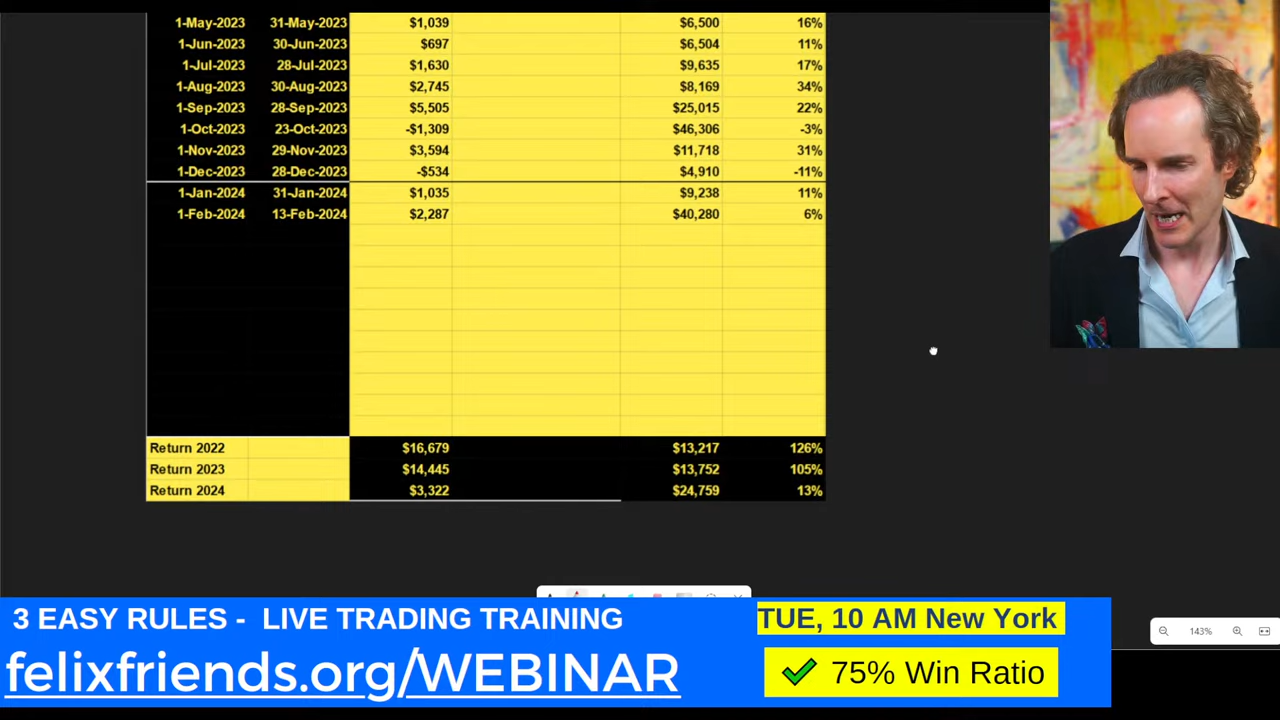 1-May-2023 31-May-2023 $1,039 $6,500 16%
1-Jun-2023 30-Jun-2023 $697 $6,504 11%
1-Jul-2023 28-Jul-2023 $1,630 $9,635 17%
1-Aug-2023 30-Aug-2023 $2,745 $8,169 34%
1-Sep-2023 28-Sep-2023 $5,505 $25,015 22%
1-Oct-2023 23-Oct-2023 -$1,309 $46,306 -3%
1-Nov-2023 29-Nov-2023 $3,594 $11,718 31%
1-Dec-2023 28-Dec-2023 -$534 $4,910 -11%
1-Jan-2024 31-Jan-2024 $1,035 $9,238 11%
1-Feb-2024 13-Feb-2024 $2,287 $40,280 6%
Return 2022 $16,679 $13,217 126%
Return 2023 $14,445 $13,752 105%
Return 2024 $3,322 $24,759 13%
3 EASY RULES - LIVE TRADING TRAINING
TUE, 10 AM New York
felixfriends.org/WEBINAR
75% Win Ratio
143%